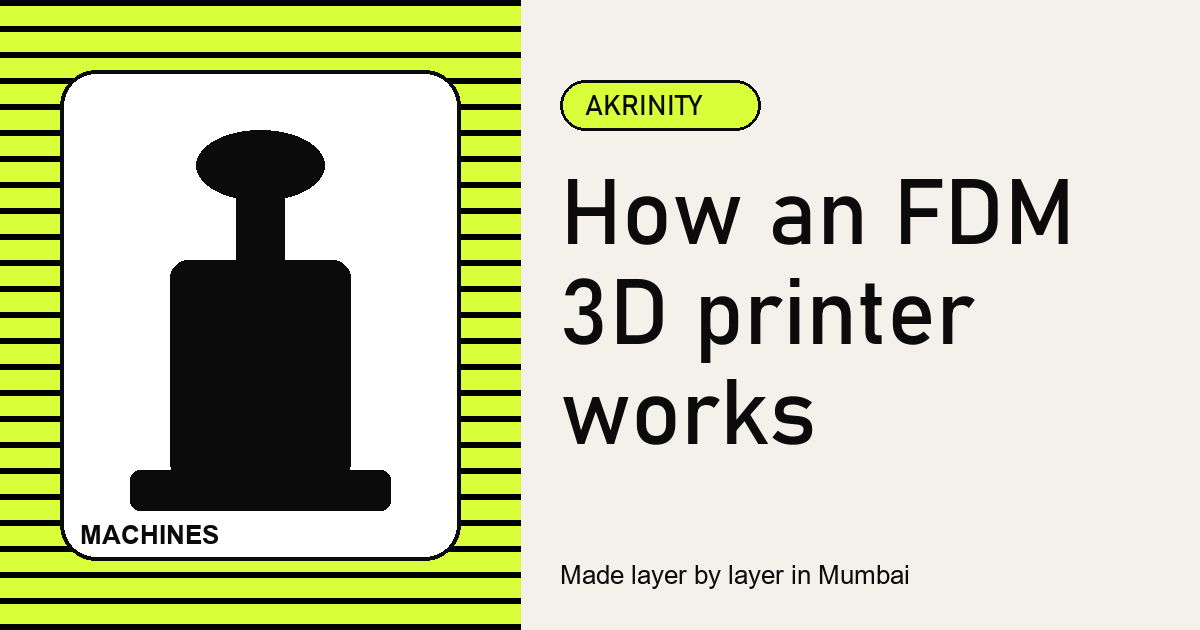 AKRINITY
How an FDM
3D printer
works
MACHINES
Made layer by layer in Mumbai